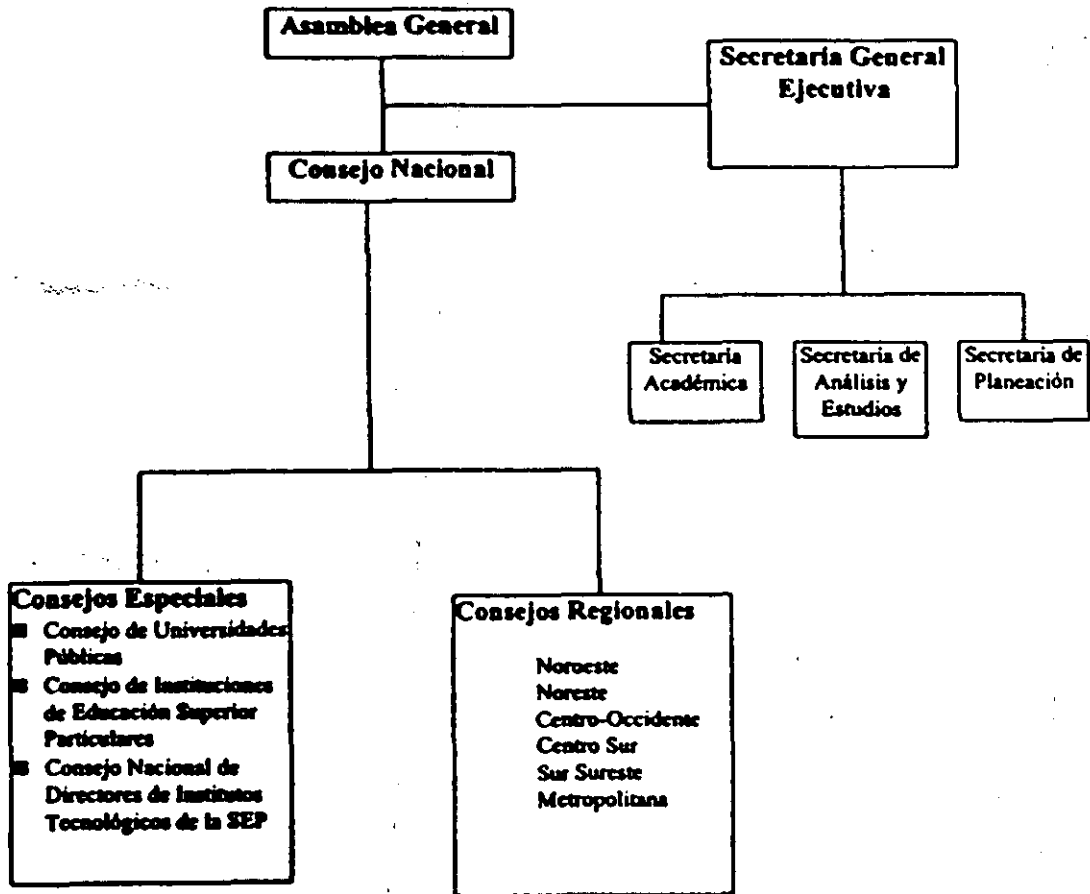 Asamblea General
Secretaría General
Ejecutiva
Consejo Nacional
Secretaría
Académica
Secretaria de
Análisis y
Estudios
Secretaria de
Planeación
Consejos Especiales
Consejo de Universidades
Públicas
Consejo de Instituciones
de Educación Superior
Particulares
Consejo Nacional de
Directores de Institutos
Tecnológicos de la SEP
Consejos Regionales
Noroeste
Noreste
Centro-Occidente
Centro Sur
Sur Sureste
Metropolitana